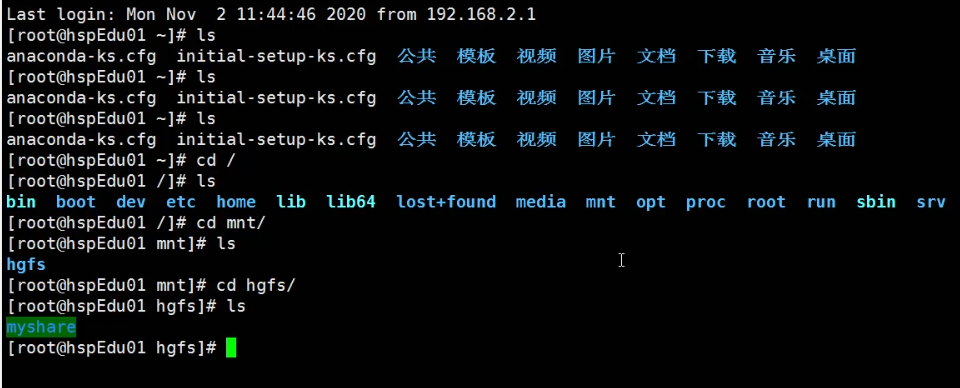 Last login: Mon Nov  2 11:44:46 2020 from 192.168.2.1
[root@hspEdu01 ~]# ls
anaconda-ks.cfg  initial-setup-ks.cfg  公共  模板  视频  图片  文档  下载  音乐  桌面
[root@hspEdu01 ~]# ls
anaconda-ks.cfg  initial-setup-ks.cfg  公共  模板  视频  图片  文档  下载  音乐  桌面
[root@hspEdu01 ~]# ls
anaconda-ks.cfg  initial-setup-ks.cfg  公共  模板  视频  图片  文档  下载  音乐  桌面
[root@hspEdu01 ~]# cd /
[root@hspEdu01 /]# ls
bin  boot  dev  etc  home  lib  lib64  lost+found  media  mnt  opt  proc  root  run  sbin  srv
[root@hspEdu01 /]# cd mnt/
[root@hspEdu01 mnt]# ls
hgfs
[root@hspEdu01 mnt]# cd hgfs/
[root@hspEdu01 hgfs]# ls
myshare
[root@hspEdu01 hgfs]#